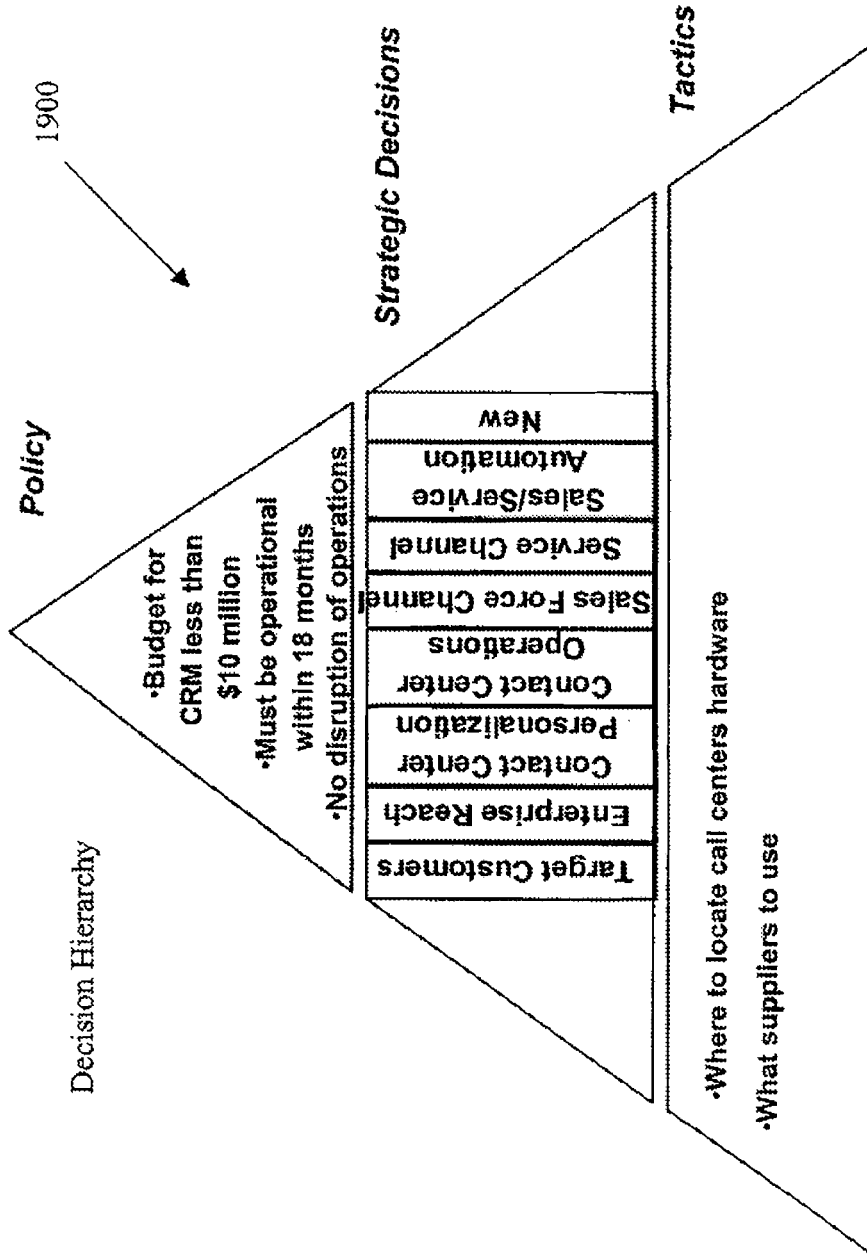 Decision Hierarchy
1900
Policy
•Budget for
CRM less than
$10 million
•Must be operational
within 18 months
•No disruption of operations
Strategic Decisions
Target Customers
Enterprise Reach
Contact Center
Personalization
Contact Center
Operations
Sales Force Channel
Service Channel
Sales/Service
Automation
New
Tactics
•Where to locate call centers hardware
•What suppliers to use